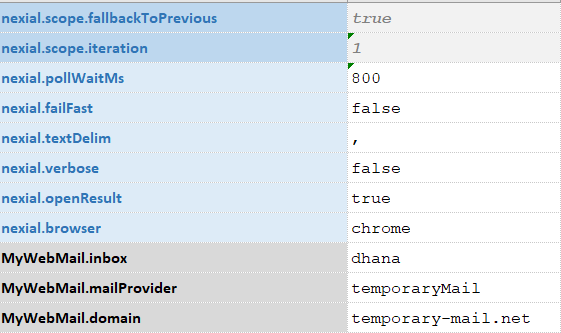 nexial.scope.fallbackToPrevious true
nexial.scope.iteration 1
nexial.pollWaitMs 800
nexial.failFast false
nexial.textDelim ,
nexial.verbose false
nexial.openResult true
nexial.browser chrome
MyWebMail.inbox dhana
MyWebMail.mailProvider temporaryMail
MyWebMail.domain temporary-mail.net